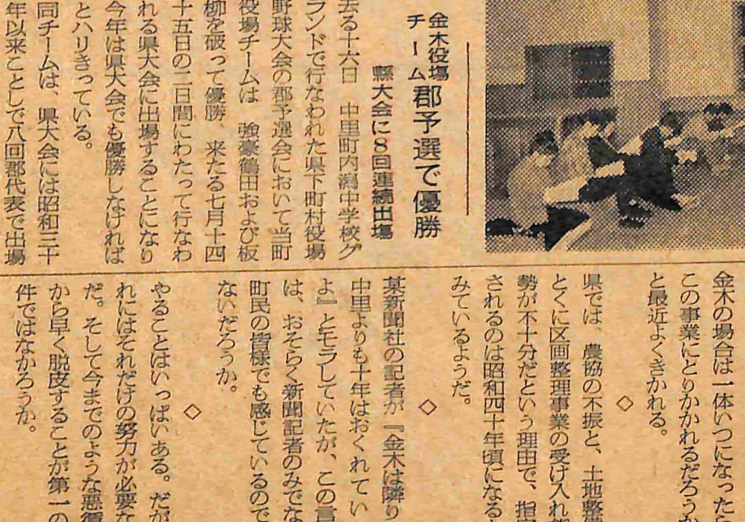 金木役場
チーム
郡予選で優勝
縣大会に8回連続出場
去る十六日 中里町内潟中学校グ
ランドで行なわれた県下町村役場
野球大会の郡予選会において当町
役場チームは 強豪鶴田および板
柳を破って優勝、来たる七月十四
十五日の二日間にわたって行なわ
れる県大会に出場することになり
今年は県大会でも優勝しなければ
とハリきっている。
同チームは、県大会には昭和三十
年以来ことしで八回郡代表で出場
金木の場合は一体いつになったら
この事業にとりかかれるだろうか
と最近よくきかれる。
◇
県では、農協の不振と、土地整
とくに区画整理事業の受け入れ
勢が不十分だという理由で、指
されるのは昭和四十年頃になると
みているようだ。
◇
某新聞社の記者が『金木は隣り
中里よりも十年はおくれてい
よ』とモラしていたが、この言
は、おそらく新聞記者のみでな
町民の皆様でも感じているので
ないだろうか。
◇
やることはいっぱいある。だが
れにはそれだけの努力が必要な
だ。そして今までのような悪
から早く脱皮することが第一の
件ではなかろうか。